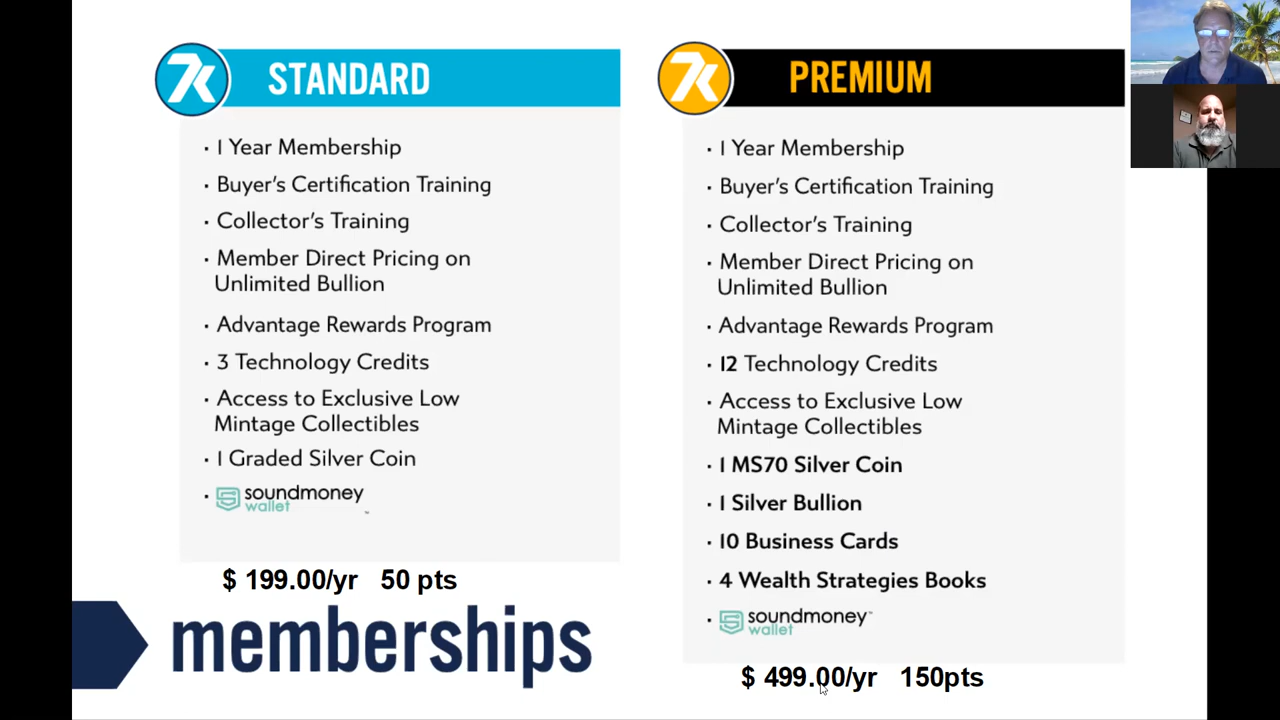 7k STANDARD
· 1 Year Membership
· Buyer's Certification Training
· Collector's Training
· Member Direct Pricing on
Unlimited Bullion
· Advantage Rewards Program
· 3 Technology Credits
· Access to Exclusive Low
Mintage Collectibles
· 1 Graded Silver Coin
· soundmoney
wallet
$ 199.00/yr 50 pts
7k PREMIUM
· 1 Year Membership
· Buyer's Certification Training
· Collector's Training
· Member Direct Pricing on
Unlimited Bullion
· Advantage Rewards Program
· 12 Technology Credits
· Access to Exclusive Low
Mintage Collectibles
· 1 MS70 Silver Coin
· 1 Silver Bullion
· 10 Business Cards
· 4 Wealth Strategies Books
· soundmoney™
wallet
$ 499.00/yr 150pts
memberships